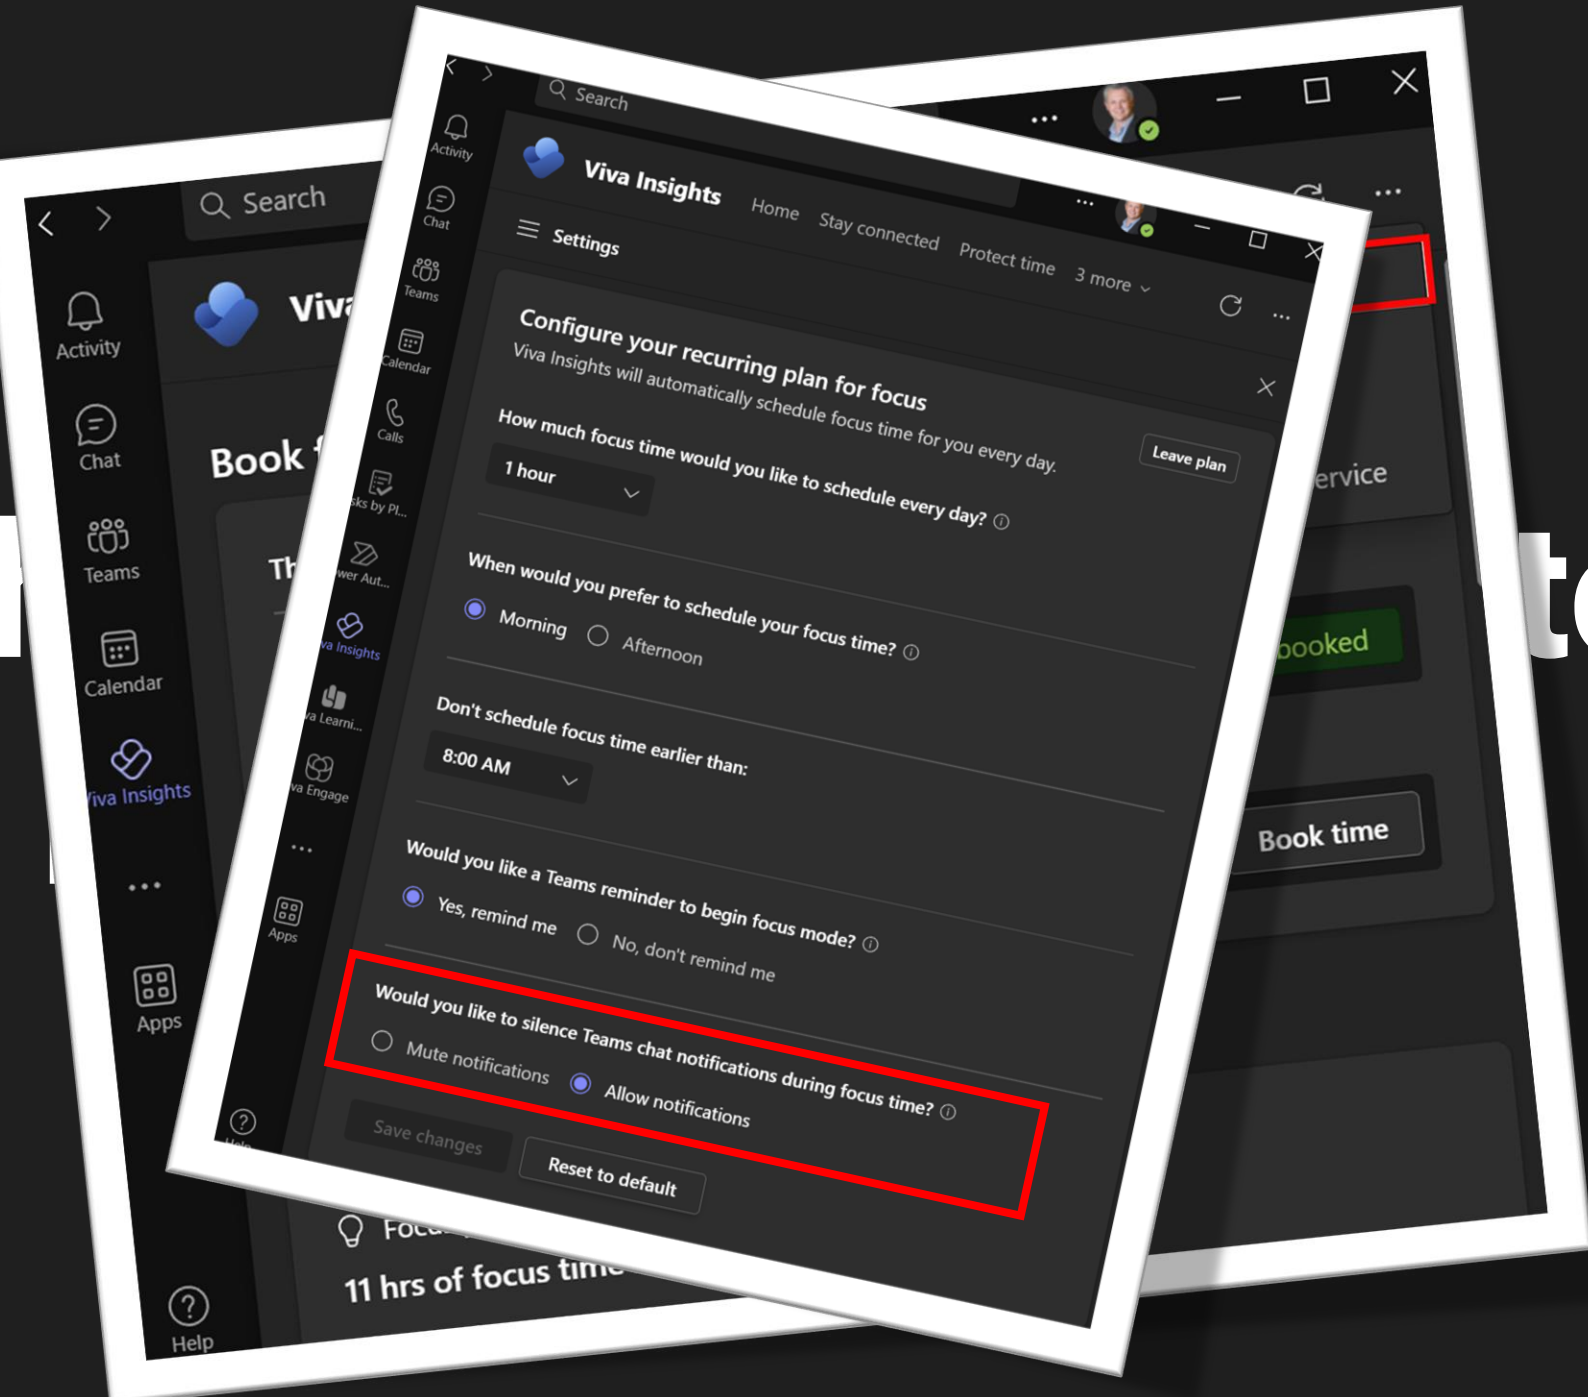 Search
Activity
Chat
Teams
Calendar
Viva Insights
Apps
Help
Book
11 hrs of focus time
booked
Book time
Search
Activity
Chat
Teams
Calendar
Calls
Apps
Viva Insights
Home Stay connected Protect time 3 more
Settings
Configure your recurring plan for focus
Viva Insights will automatically schedule focus time for you every day.
Leave plan
How much focus time would you like to schedule every day?
1 hour
When would you prefer to schedule your focus time?
Morning Afternoon
Don't schedule focus time earlier than:
8:00 AM
Would you like a Teams reminder to begin focus mode?
Yes, remind me No, don't remind me
Would you like to silence Teams chat notifications during focus time?
Mute notifications Allow notifications
Save changes Reset to default